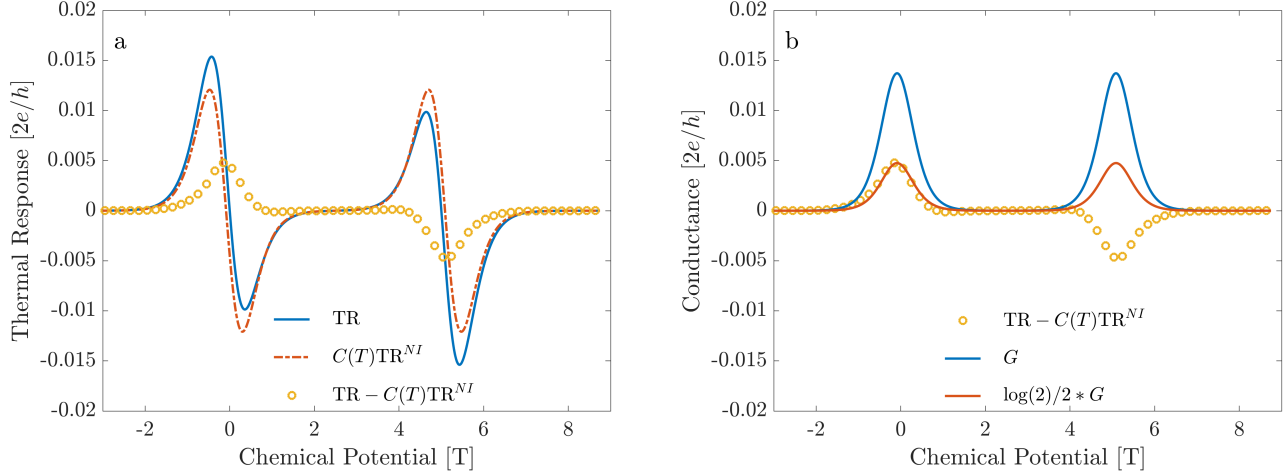 a
0.02
0.015
0.01
0.005
0
-0.005
-0.01
-0.015
-0.02
Thermal Response [2e/h]
TR
C(T)TR^{NI}
TR − C(T)TR^{NI}
-2 0 2 4 6 8
Chemical Potential [T]
b
0.02
0.015
0.01
0.005
0
-0.005
-0.01
-0.015
-0.02
Conductance [2e/h]
TR − C(T)TR^{NI}
G
log(2)/2 ∗ G
-2 0 2 4 6 8
Chemical Potential [T]